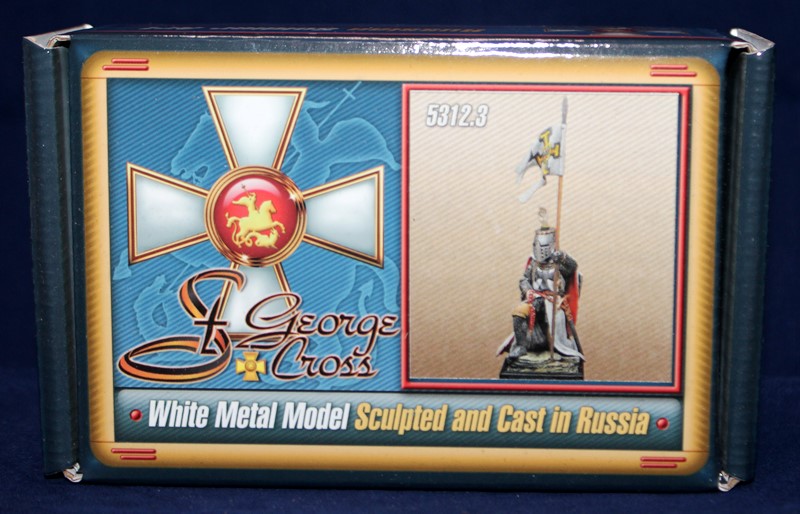 5312.3
St George
Cross
White Metal Model Sculpted and Cast in Russia